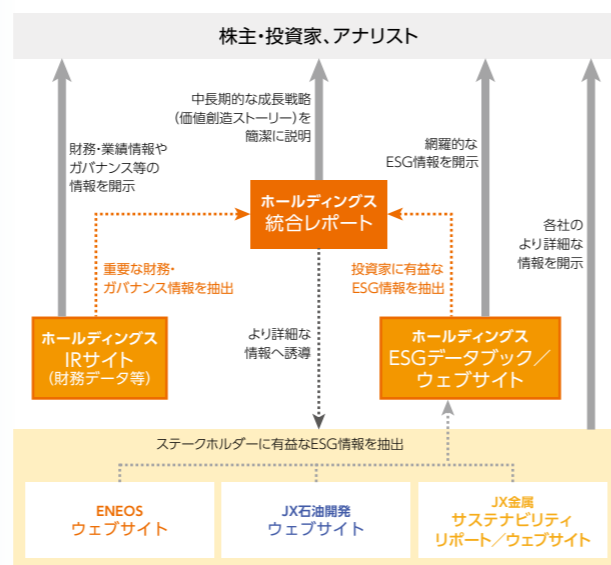 株主・投資家、アナリスト
中長期的な成長戦略
(価値創造ストーリー)を
簡潔に説明
財務・業績情報や
ガバナンス等の
情報を開示
網羅的な
ESG情報を開示
各社の
より詳細な
情報を開示
ホールディングス
統合レポート
重要な財務・
ガバナンス情報を抽出
投資家に有益な
ESG情報を抽出
ホールディングス
IRサイト
(財務データ等)
より詳細な
情報へ誘導
ホールディングス
ESGデータブック／
ウェブサイト
ステークホルダーに有益なESG情報を抽出
ENEOS
ウェブサイト
JX石油開発
ウェブサイト
JX金属
サステナビリティ
リポート／ウェブサイト